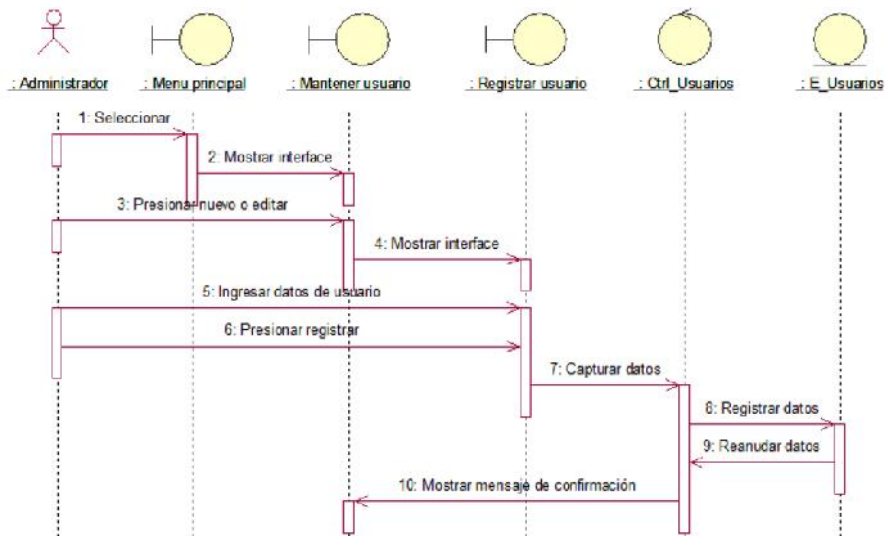 : Administrador
: Menu principal
: Mantener usuario
: Registrar usuario
: Ctrl_Usuarios
: E_Usuarios
1: Seleccionar
2: Mostrar interface
3: Presionar nuevo o editar
4: Mostrar interface
5: Ingresar datos de usuario
6: Presionar registrar
7: Capturar datos
8: Registrar datos
9: Reanudar datos
10: Mostrar mensaje de confirmación